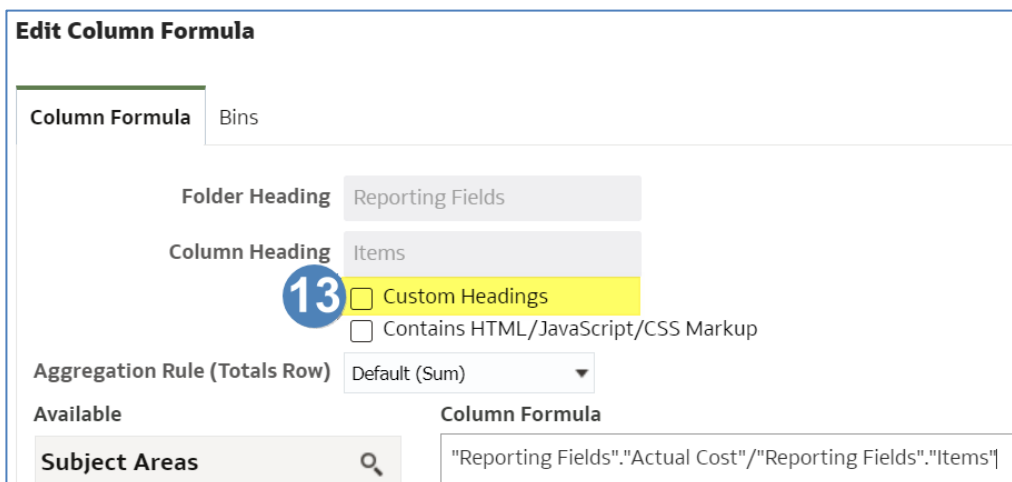 Edit Column Formula
Column Formula Bins
Folder Heading Reporting Fields
Column Heading Items
13 Custom Headings
Contains HTML/JavaScript/CSS Markup
Aggregation Rule (Totals Row) Default (Sum)
Available Column Formula
Subject Areas "Reporting Fields"."Actual Cost"/"Reporting Fields"."Items"